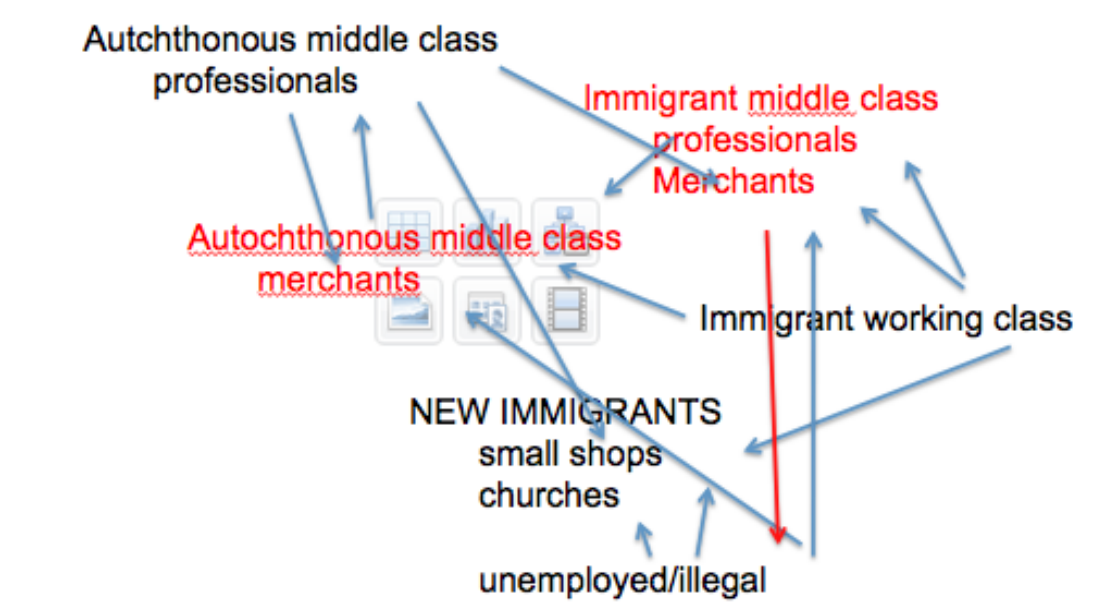 Autchthonous middle class
professionals
Immigrant middle class
professionals
Merchants
Autochthonous middle class
merchants
Immigrant working class
NEW IMMIGRANTS
small shops
churches
unemployed/illegal